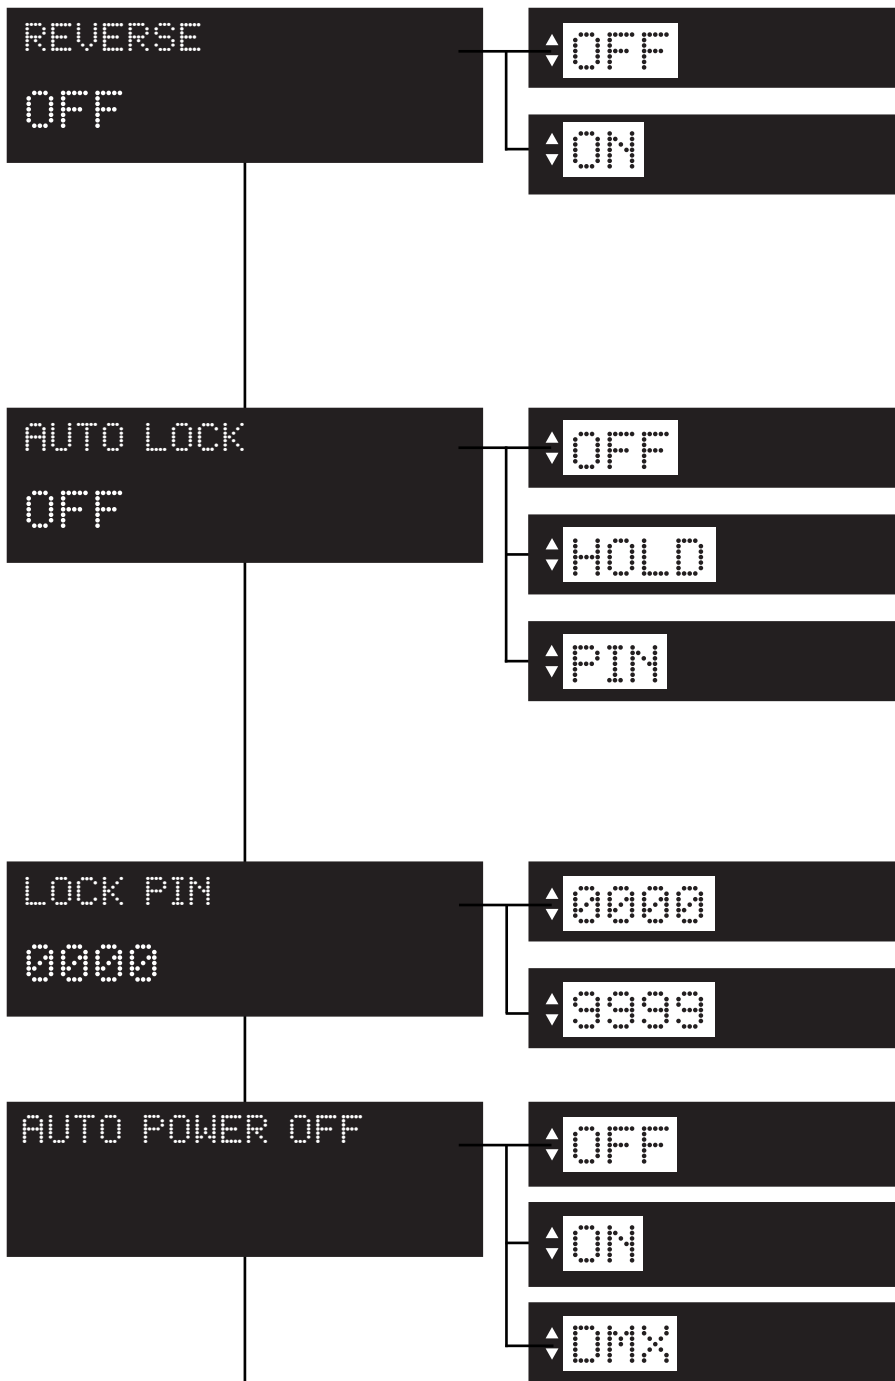 REVERSE
OFF
OFF
ON
AUTO LOCK
OFF
OFF
HOLD
PIN
LOCK PIN
0000
0000
9999
AUTO POWER OFF
OFF
ON
DMX